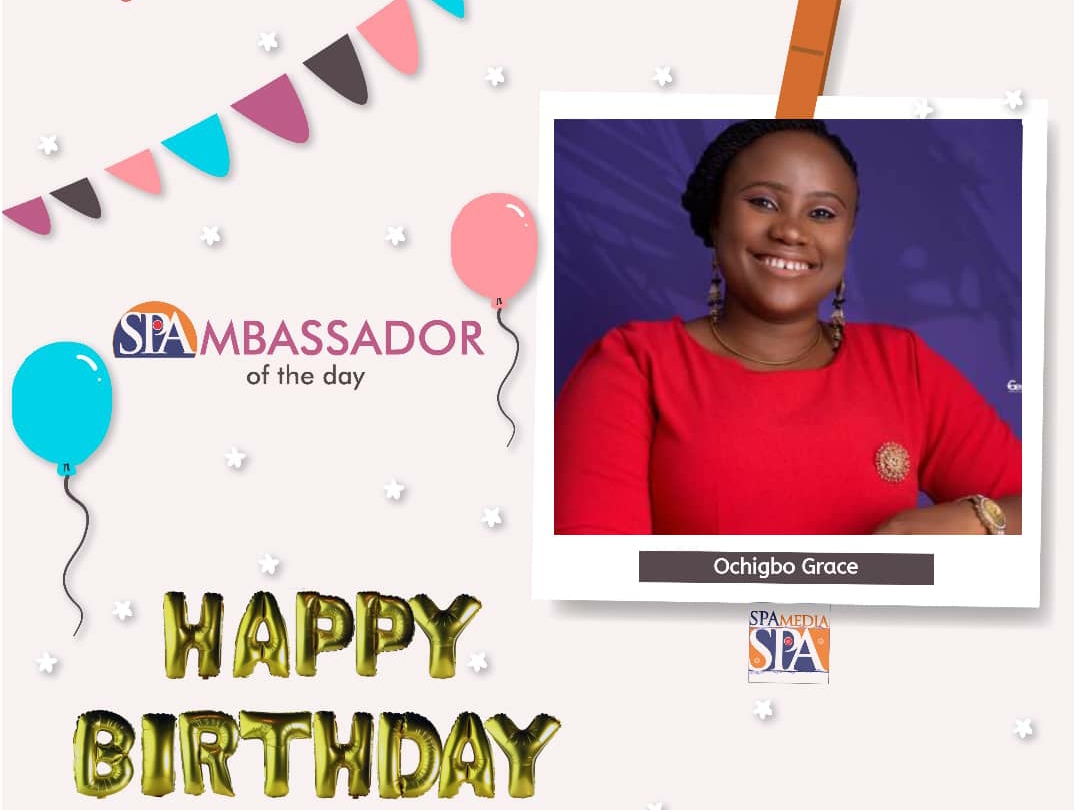 SPAMBASSADOR
of the day
Ochigbo Grace
SPAMEDIA
SPA
HAPPY
BIRTHDAY